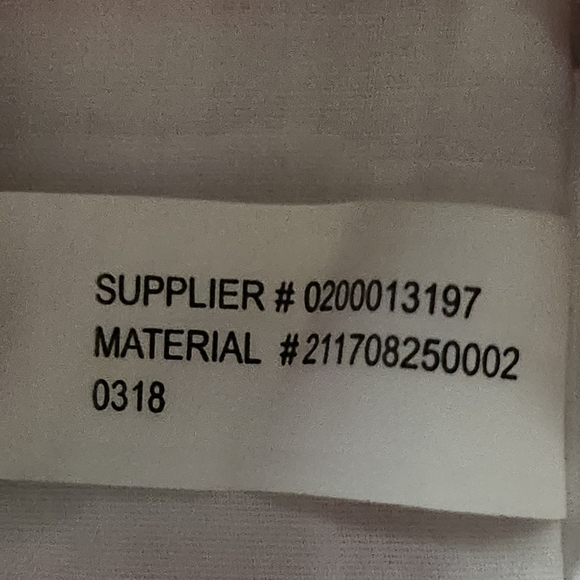 SUPPLIER # 0200013197
MATERIAL #211708250002
0318